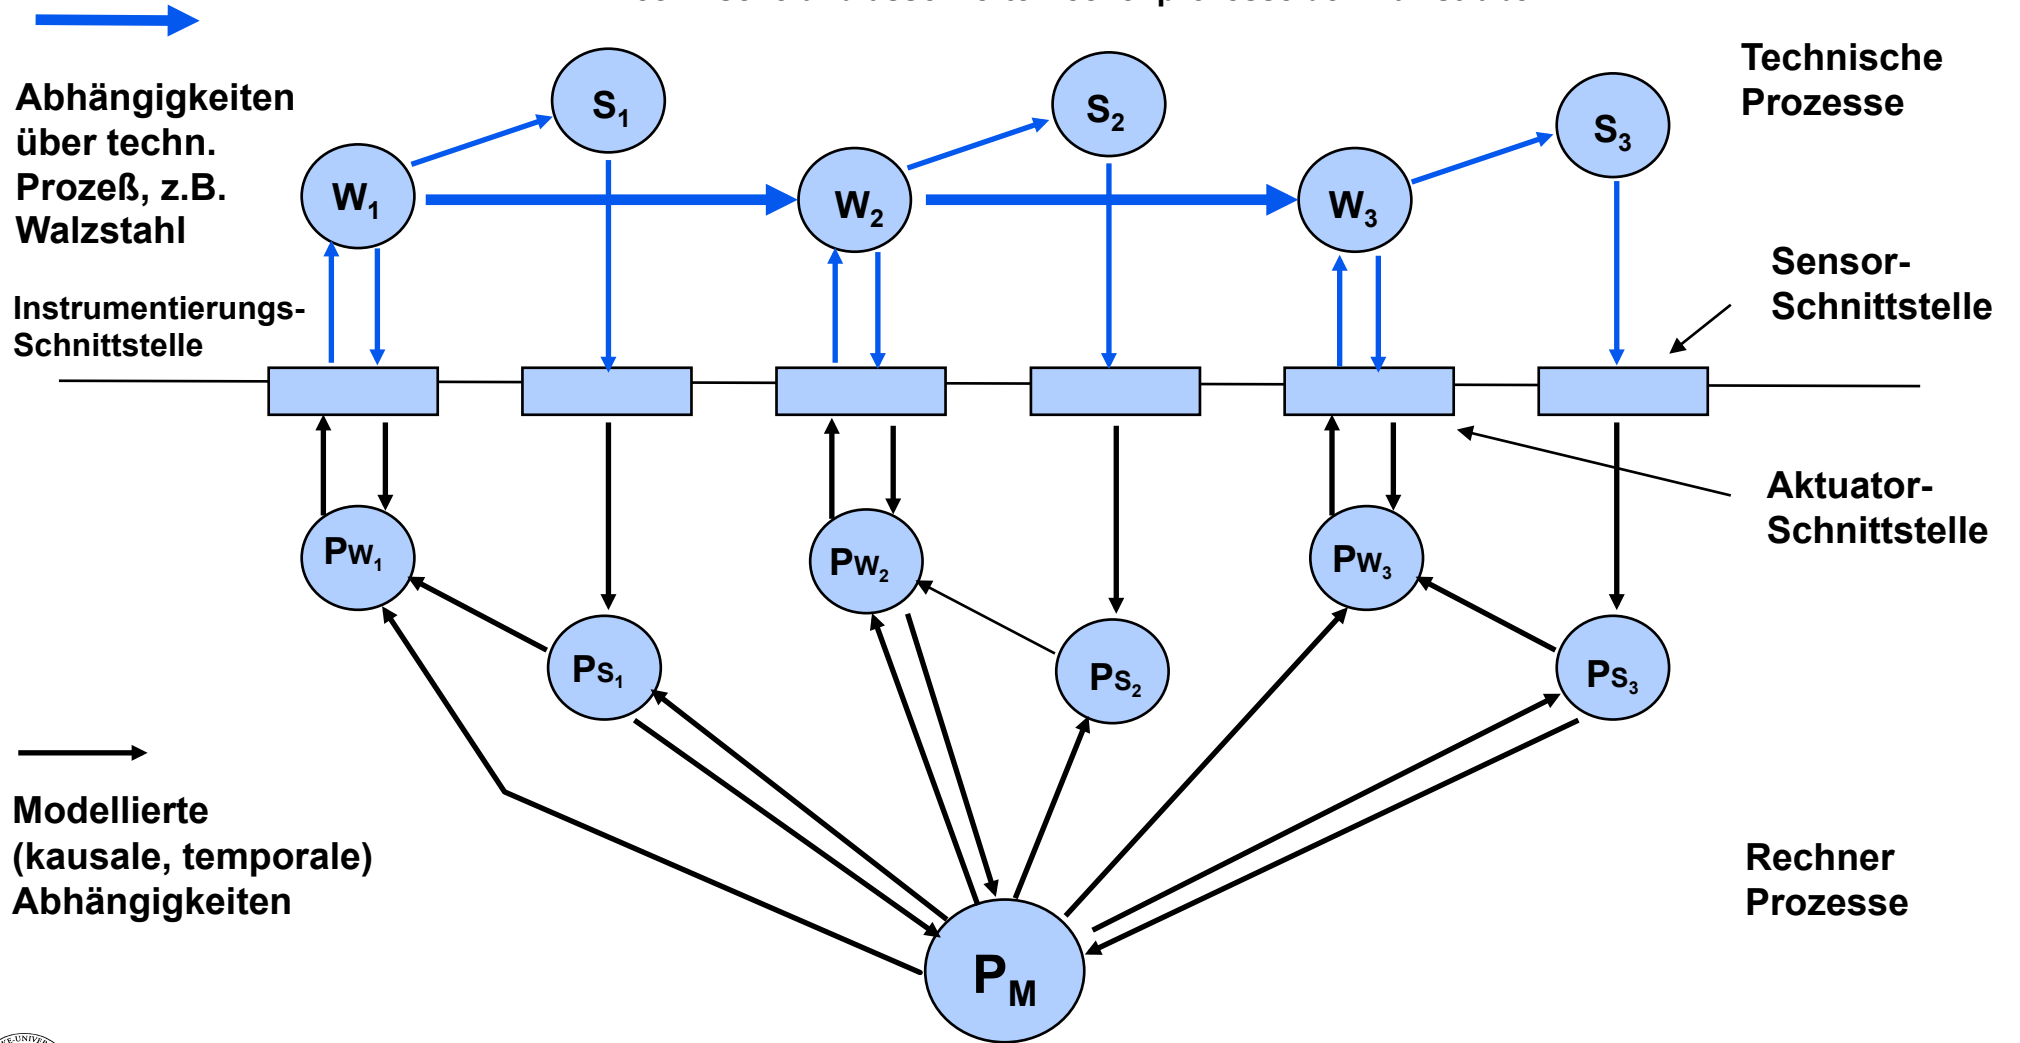 Abhängigkeiten
über techn.
Prozeß, z.B.
Walzstahl
Instrumentierungs-
Schnittstelle
S1
S2
S3
W1
W2
W3
Technische
Prozesse
Sensor-
Schnittstelle
Aktuator-
Schnittstelle
PW1
PW2
PW3
PS1
PS2
PS3
Modellierte
(kausale, temporale)
Abhängigkeiten
PM
Rechner
Prozesse